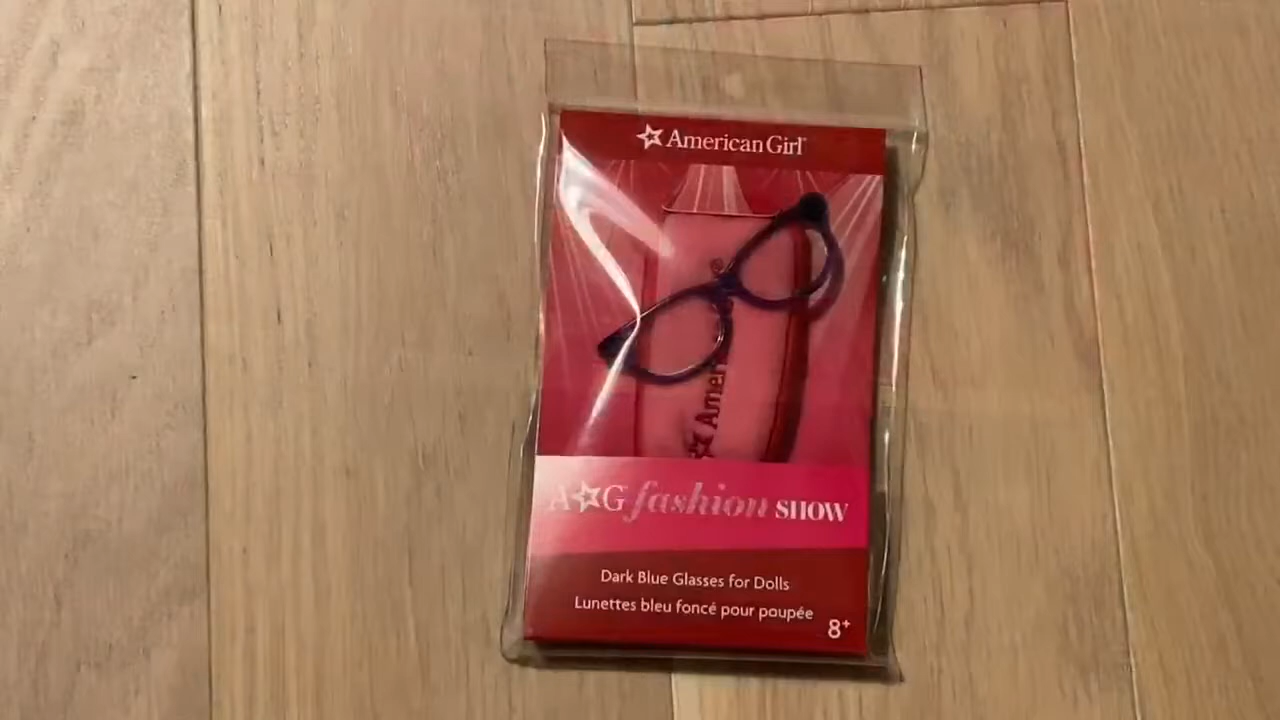 American Girl®
A☆G fashion SHOW
Dark Blue Glasses for Dolls
Lunettes bleu foncé pour poupée
8+